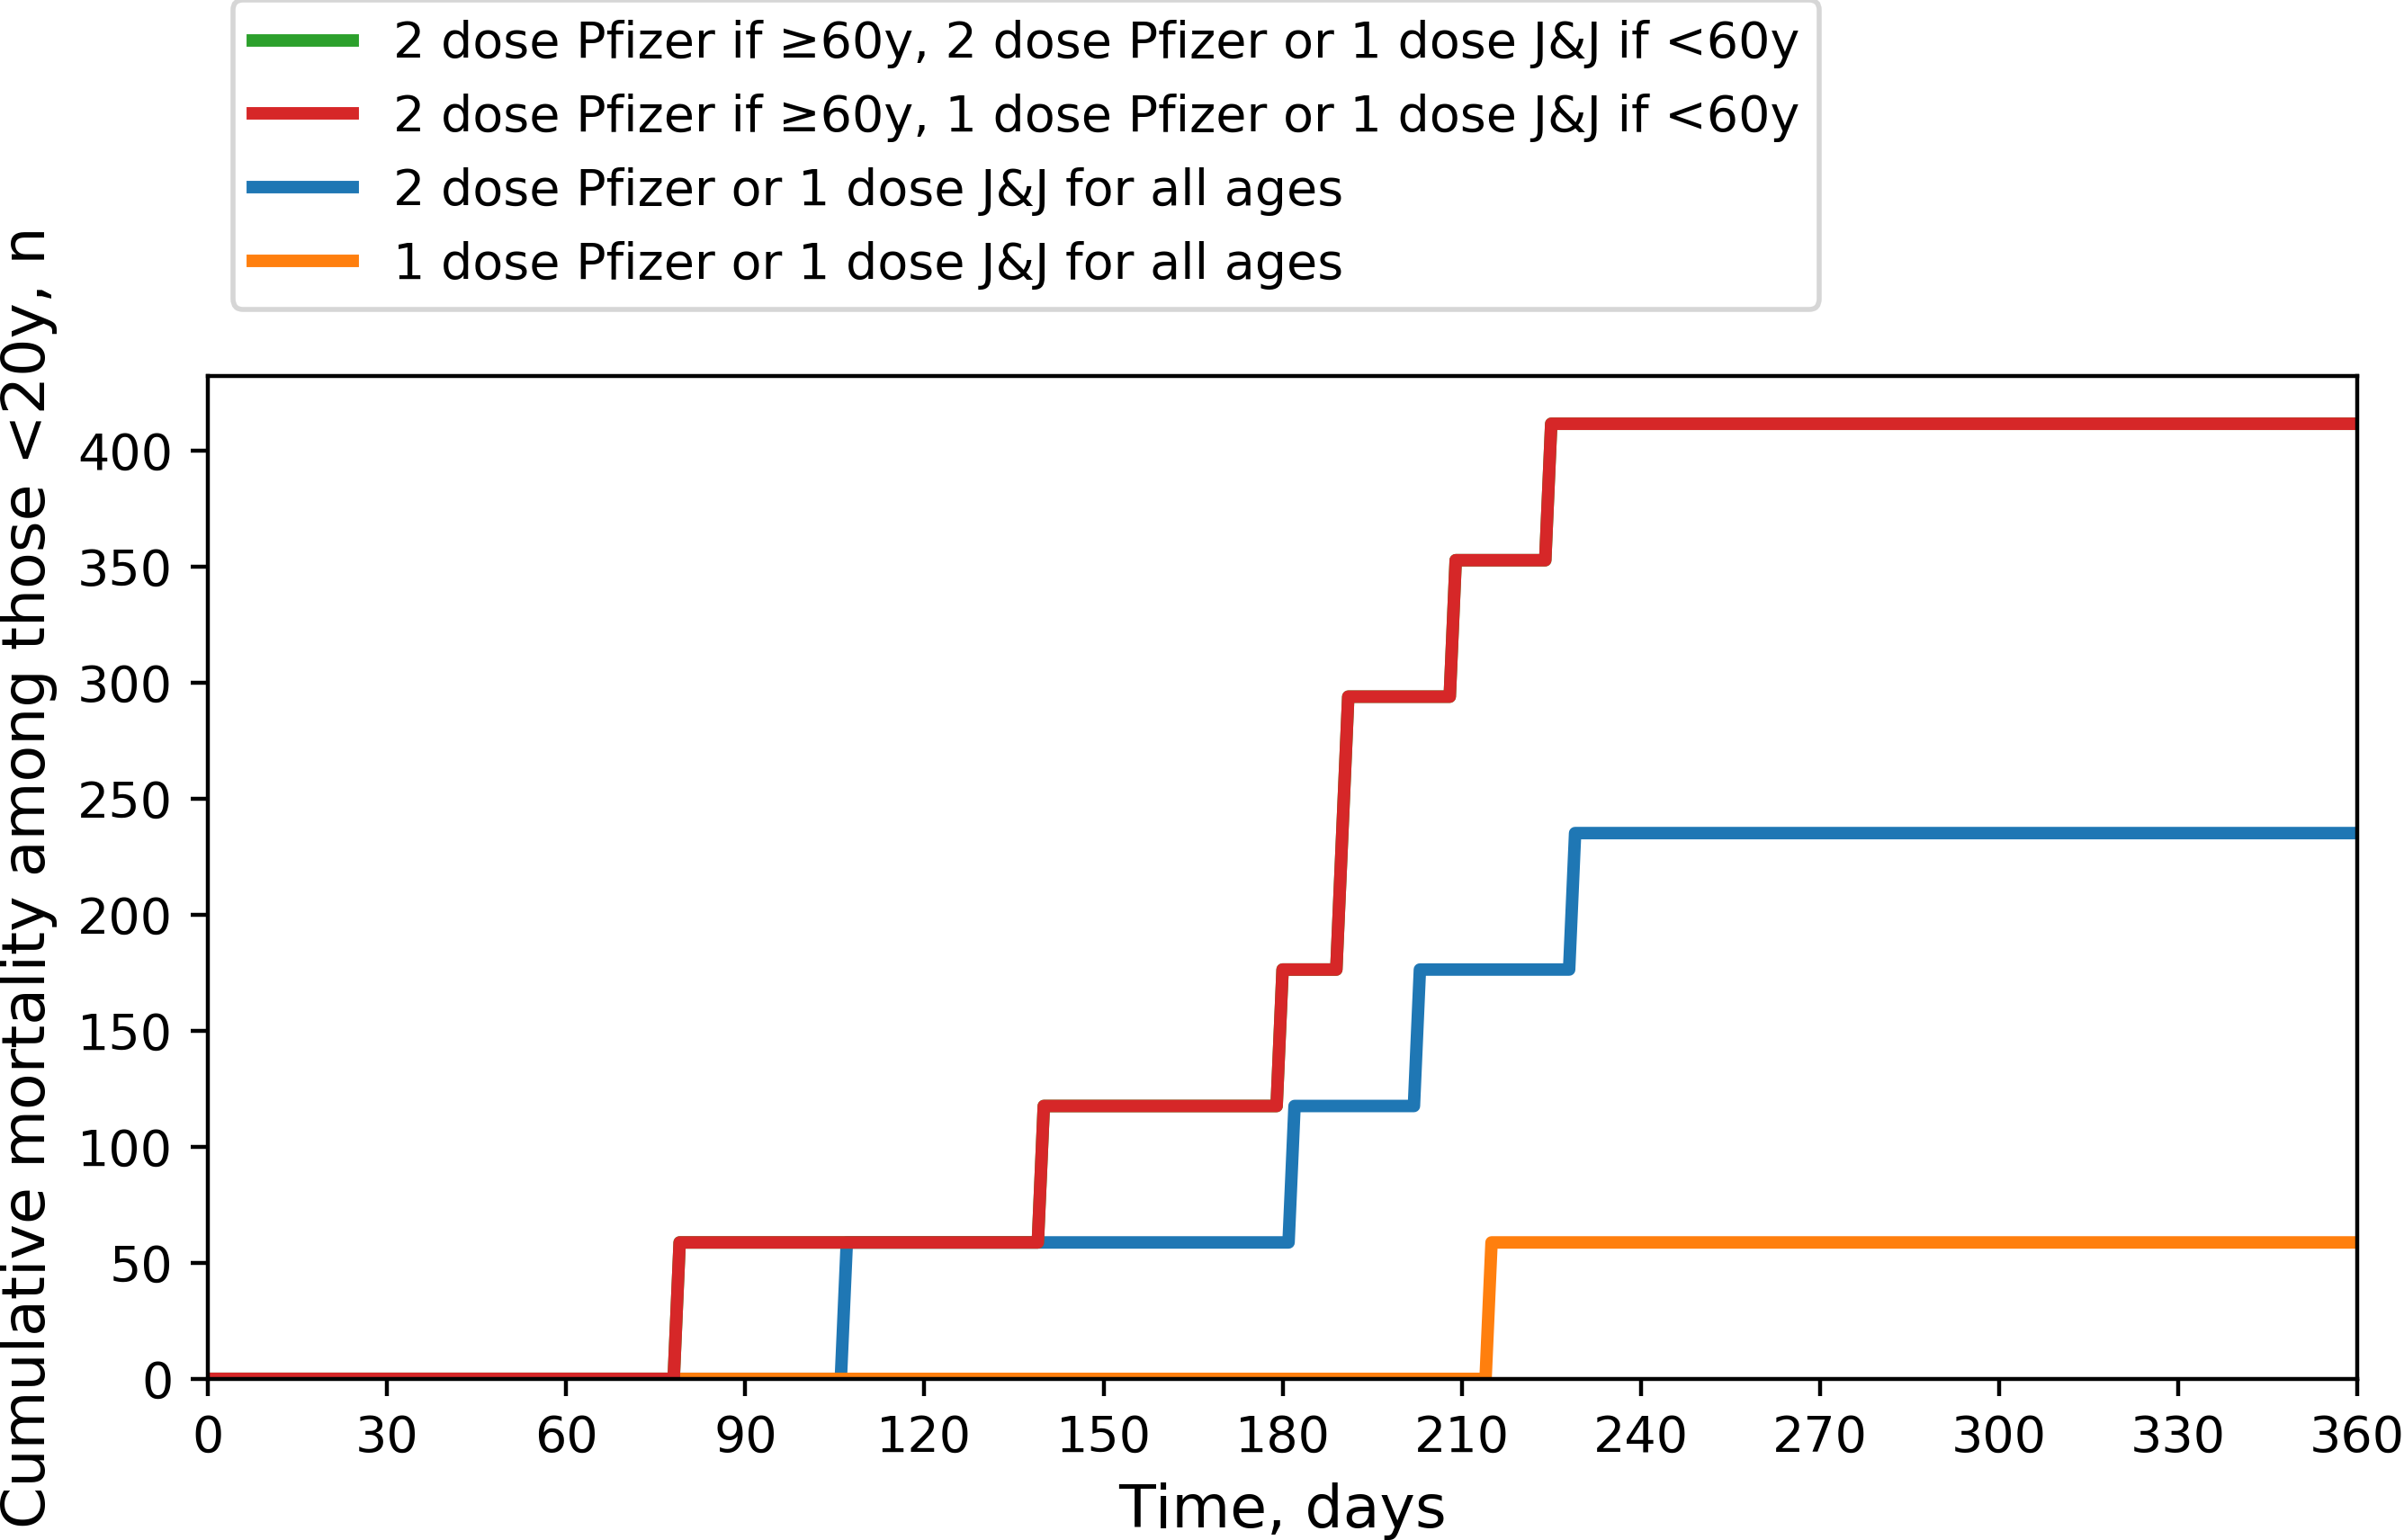 2 dose Pfizer if ≥60y, 2 dose Pfizer or 1 dose J&J if <60y
2 dose Pfizer if ≥60y, 1 dose Pfizer or 1 dose J&J if <60y
2 dose Pfizer or 1 dose J&J for all ages
1 dose Pfizer or 1 dose J&J for all ages
Cumulative mortality among those <20y, n
400
350
300
250
200
150
100
50
0
0 30 60 90 120 150 180 210 240 270 300 330 360
Time, days